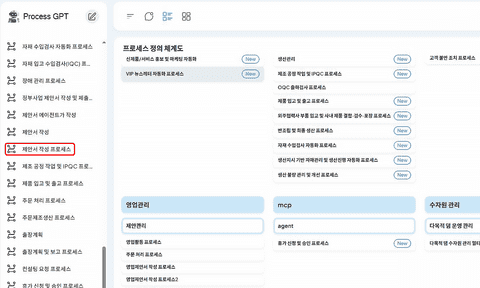 Process GPT
자재 수입검사 자동화 프로세스
자재 입고 수입검사(IQC) 프...
장애 관리 프로세스
정부사업 제안서 작성 및 제출...
제안서 에이전트가 작성
제안서 작성
제안서 작성 프로세스
제조 공정 작업 및 IPQC 프로...
제품 입고 및 출고 프로세스
주문 처리 프로세스
주문제조생산 프로세스
출장계획
출장계획 및 보고 프로세스
컨설팅 요청 프로세스
휴가 신청 및 승인 프로세스
프로세스 정의 체계도
신제품/서비스 홍보 및 마케팅 자동화 New
VIP 뉴스레터 자동화 프로세스 New
생산관리 New
제조 공정 작업 및 IPQC 프로세스 New
OQC 출하검사 프로세스
제품 입고 및 출고 프로세스 New
외주협력사 부품 입고 및 사내 제품 결합·검수·포장 프로세스 New
반조립 및 최종 생산 프로세스 New
자재 수입검사 자동화 프로세스 New
생산지시 기반 자재관리 및 생산진행 자동화 프로세스 New
생산 불량 관리 및 개선 프로세스 New
고객 불만 조치 프로세스
영업관리
제안관리
영업활동 프로세스
주문 처리 프로세스
영업제안서 작성 프로세스
영업제안서 작성 프로세스2
mcp
agent
휴가 신청 및 승인 프로세스 New
수자원 관리
다목적 댐 운영 관리
다목적 댐 수자원 관리 멀티